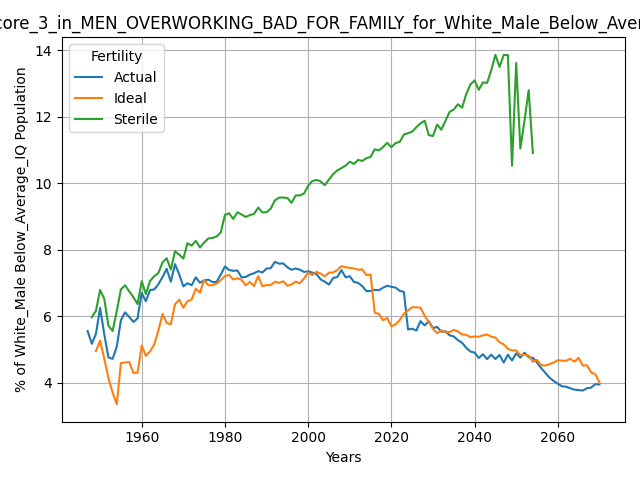 core_3_in_MEN_OVERWORKING_BAD_FOR_FAMILY_for_White_Male_Below_Aver
Fertility
Actual
Ideal
Sterile
% of White_Male Below_Average_IQ Population
14
12
10
8
6
4
1960
1980
2000
2020
2040
2060
Years